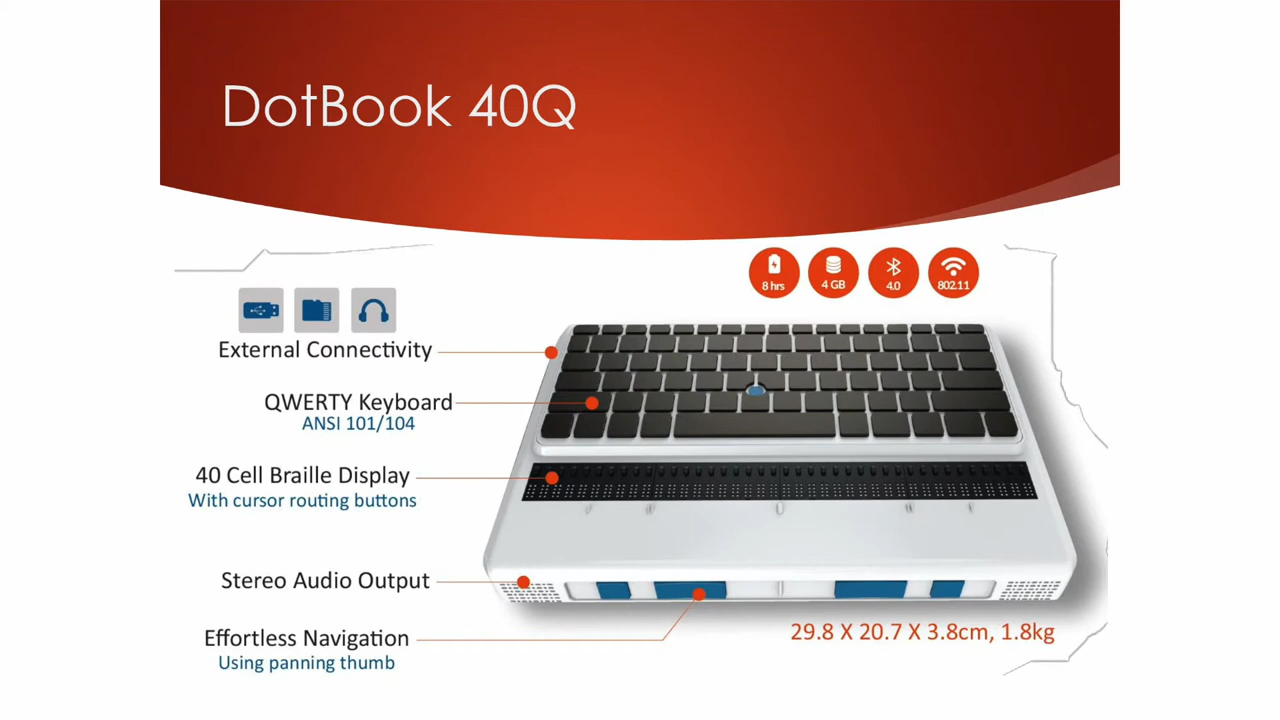 DotBook 40Q
8 hrs
4 GB
4.0
802.11
External Connectivity
QWERTY Keyboard
ANSI 101/104
40 Cell Braille Display
With cursor routing buttons
Stereo Audio Output
Effortless Navigation
Using panning thumb
29.8 X 20.7 X 3.8cm, 1.8kg